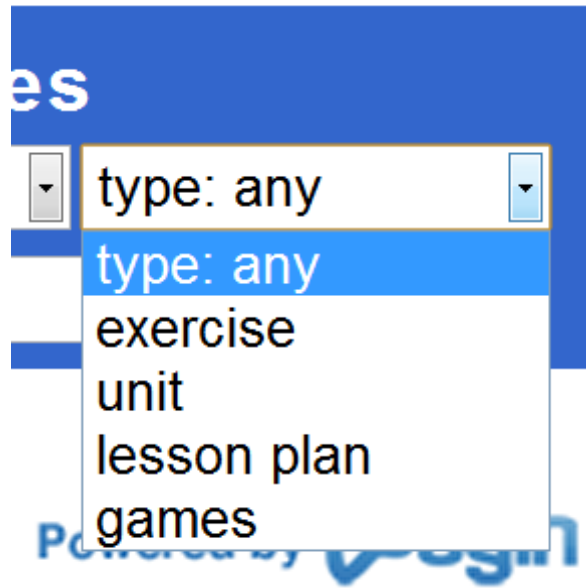 es
type: any
type: any
exercise
unit
lesson plan
games
Powered by